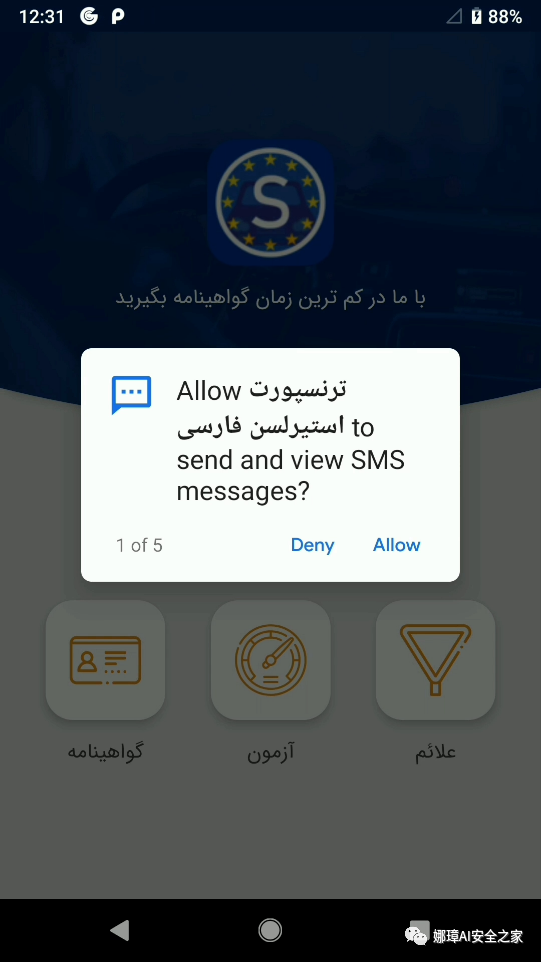 12:31
88%
S
با ما در کم ترین زمان گواهینامه بگیرید
Allow ترنسپورت
استیرلسن فارسی to
send and view SMS
messages?
1 of 5
Deny
Allow
گواهینامه
آزمون
علائم
娜璋AI安全之家